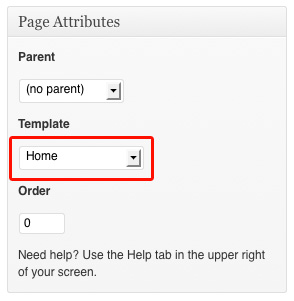 Page Attributes
Parent
(no parent)
Template
Home
Order
0
Need help? Use the Help tab in the upper right
of your screen.